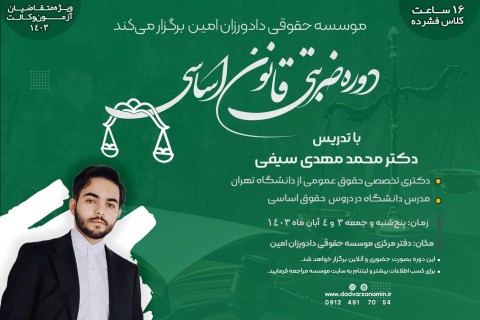 ویژه متقاضیان
آزمون وکالت
۱۴۰۳
۱۶ ساعت
کلاس فشرده
موسسه حقوقی دادورزان امین برگزار می‌کند
دوره ضربتی قانون اساسی
با تدریس
دکتر محمد مهدی سیفی
دکتری تخصصی حقوق عمومی از دانشگاه تهران
مدرس دانشگاه در دروس حقوق اساسی
زمان: پنج‌شنبه و جمعه ۳ و ۴ آبان ماه ۱۴۰۳
مکان: دفتر مرکزی موسسه حقوقی دادورزان امین
این دوره بصورت حضوری و آنلاین برگزار خواهد شد.
برای کسب اطلاعات بیشتر و ثبتنام به سایت موسسه مراجعه فرمایید.
www.dadvarzanamin.ir
0912 491 70 54